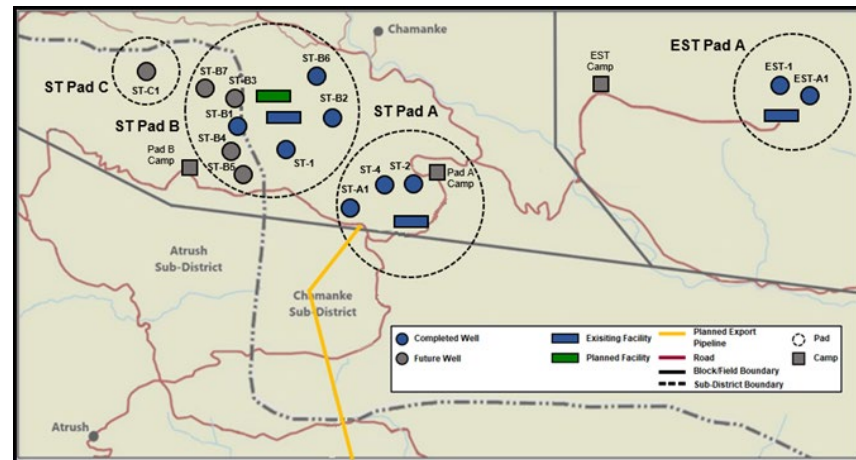 Chamanke
ST Pad C
ST-C1
ST-B7
ST-B3
ST-B6
ST-B2
ST-B1
ST Pad B
Pad B
Camp
ST-B4
ST-B5
ST-1
ST Pad A
ST-4
ST-2
ST-A1
Pad A
Camp
EST
Camp
EST Pad A
EST-1
EST-A1
Atrush
Sub-District
Chamanke
Sub-District
Atrush
Completed Well
Future Well
Exisiting Facility
Planned Facility
Planned Export
Pipeline
Road
Block/Field Boundary
Sub-District Boundary
Pad
Camp